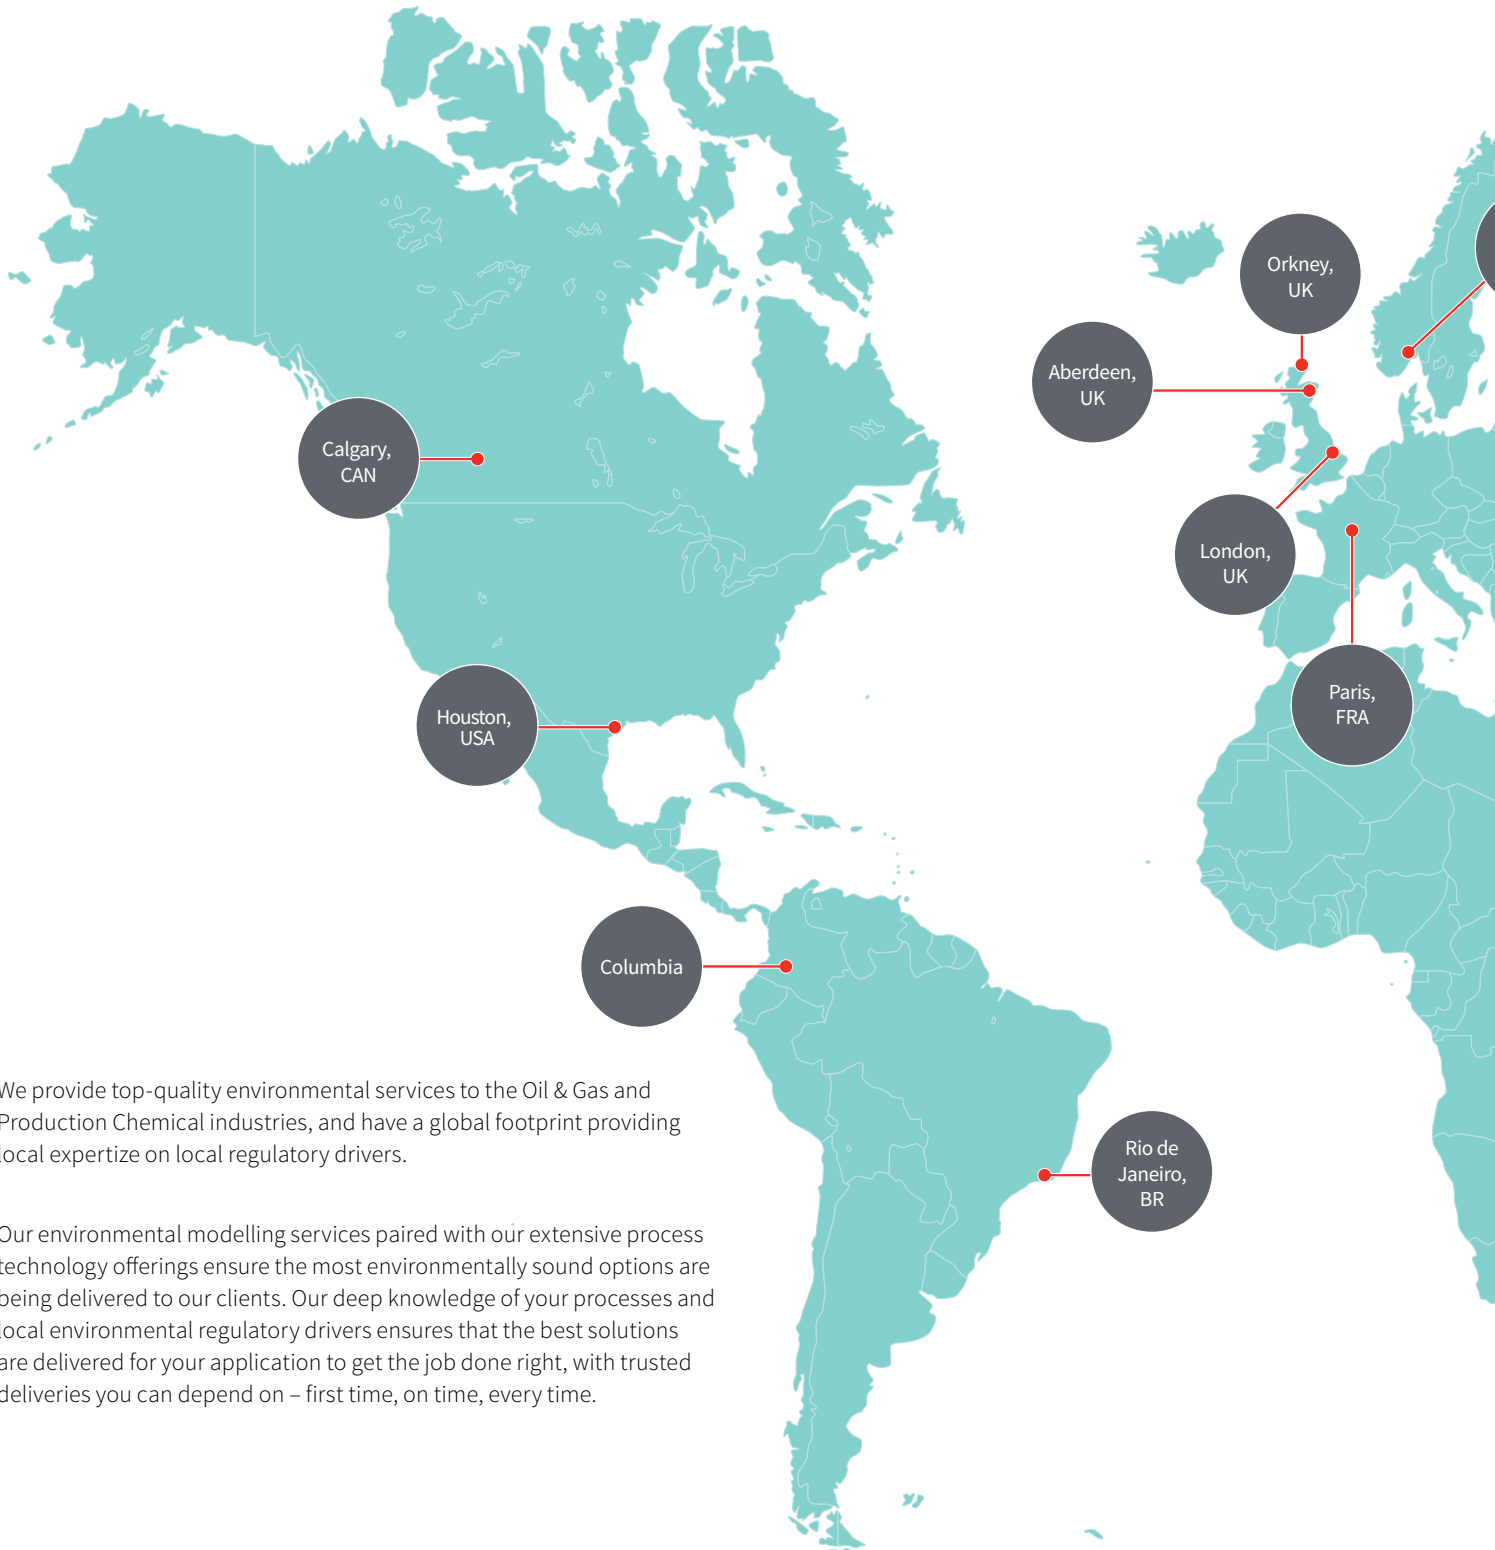 Orkney,
UK
Aberdeen,
UK
Calgary,
CAN
London,
UK
Paris,
FRA
Houston,
USA
Columbia
We provide top-quality environmental services to the Oil & Gas and
Production Chemical industries, and have a global footprint providing
local expertize on local regulatory drivers.
Rio de
Janeiro,
BR
Our environmental modelling services paired with our extensive process
technology offerings ensure the most environmentally sound options are
being delivered to our clients. Our deep knowledge of your processes and
local environmental regulatory drivers ensures that the best solutions
are delivered for your application to get the job done right, with trusted
deliveries you can depend on – first time, on time, every time.